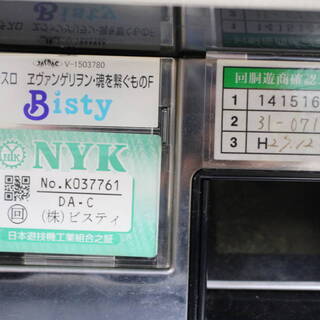 V-1503780
スロ ヱヴァンゲリヲン・魂を繋ぐものF
Bisty
NYK
No.K037761
DA-C
回
(株)ビスティ
日本遊技機工業組合之証
回胴遊商確認
1 141516
2 31-071
3 H27.12